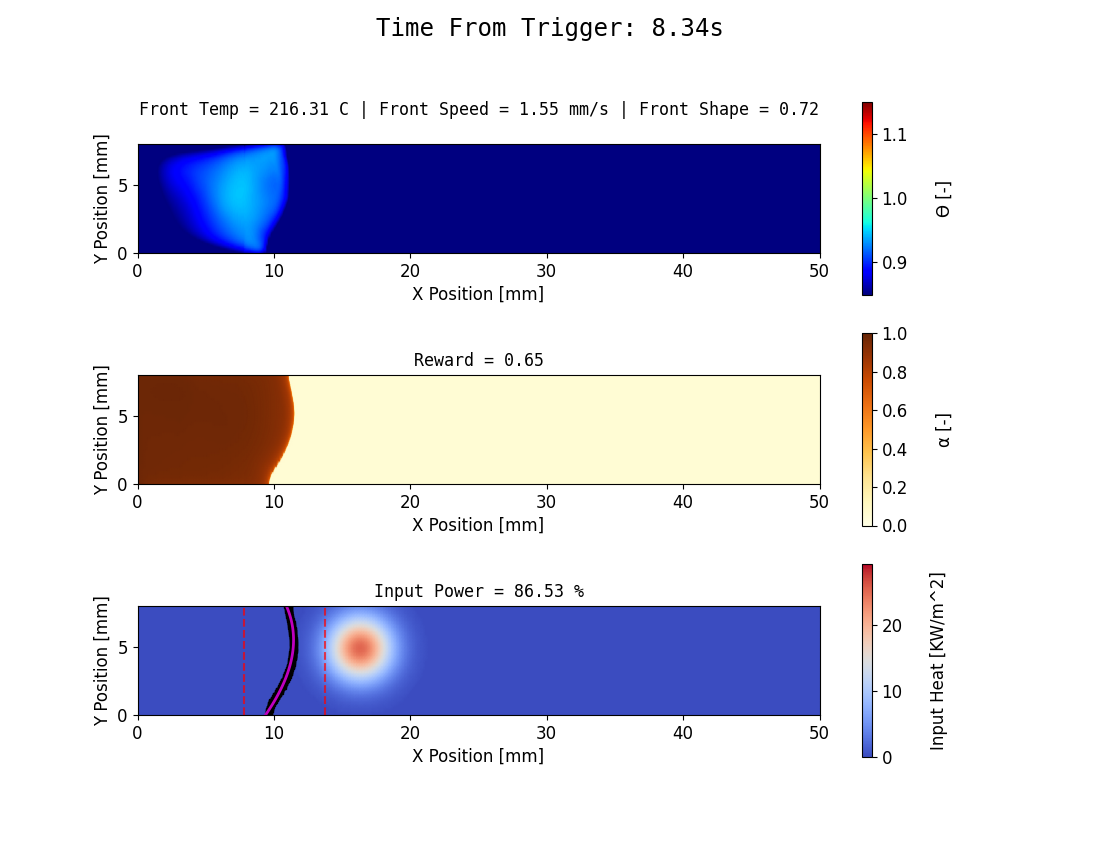 Time From Trigger: 8.34s
Front Temp = 216.31 C | Front Speed = 1.55 mm/s | Front Shape = 0.72
Y Position [mm]
5
0
0 10 20 30 40 50
X Position [mm]
1.1
1.0
0.9
Θ [-]
Reward = 0.65
Y Position [mm]
5
0
0 10 20 30 40 50
X Position [mm]
1.0
0.8
0.6
0.4
0.2
0.0
α [-]
Input Power = 86.53 %
Y Position [mm]
5
0
0 10 20 30 40 50
X Position [mm]
20
10
0
Input Heat [KW/m^2]